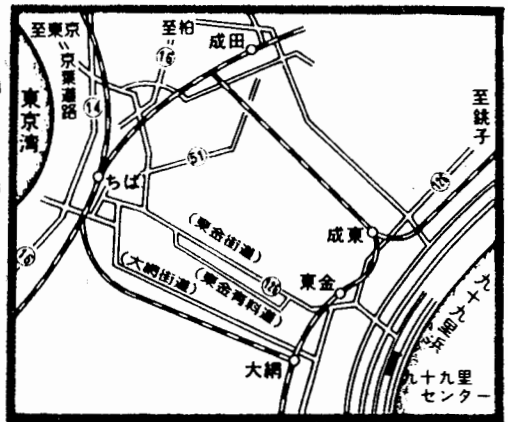 至東京
京葉道路
至柏
成田
16
14
東京湾
至銚子
51
126
ちば
成東
(東金街道)
16
(大網街道)
126
東金
(東金有料道)
九十九里浜
大網
九十九里
センター